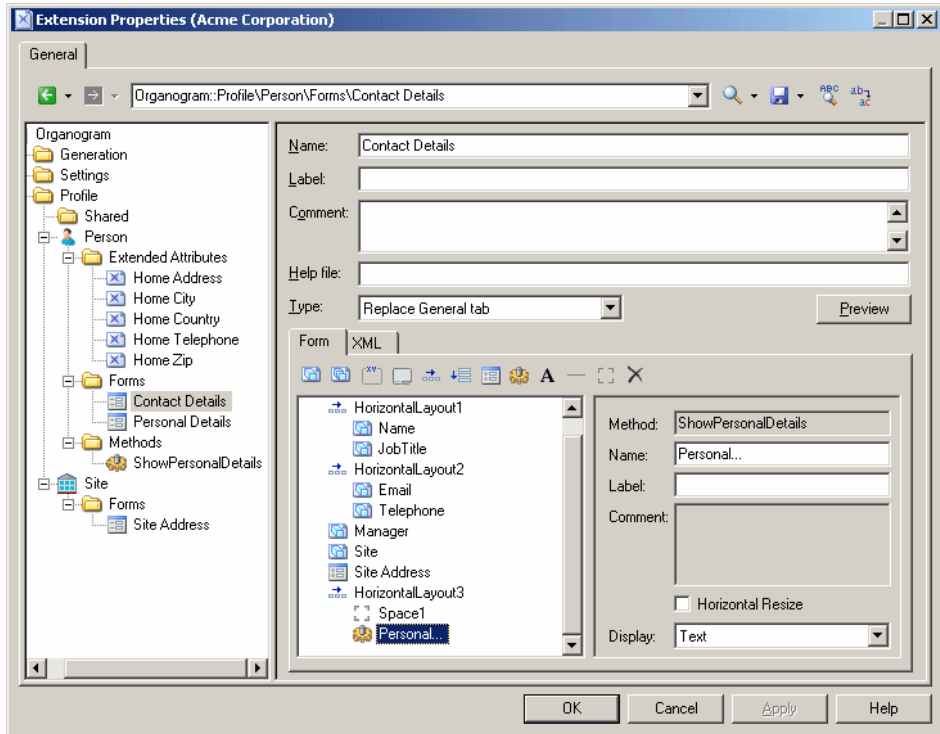 Extension Properties (Acme Corporation)
General
Organogram::Profile\Person\Forms\Contact Details
ABC
ab
ac
Organogram
Generation
Settings
Profile
Shared
Person
Extended Attributes
Home Address
Home City
Home Country
Home Telephone
Home Zip
Forms
Contact Details
Personal Details
Methods
ShowPersonalDetails
Site
Forms
Site Address
Name: Contact Details
Label:
Comment:
Help file:
Type: Replace General tab
Preview
Form XML
A
HorizontalLayout1
Name
JobTitle
HorizontalLayout2
Email
Telephone
Manager
Site
Site Address
HorizontalLayout3
Space1
Personal...
Method: ShowPersonalDetails
Name: Personal...
Label:
Comment:
Horizontal Resize
Display: Text
OK Cancel Apply Help